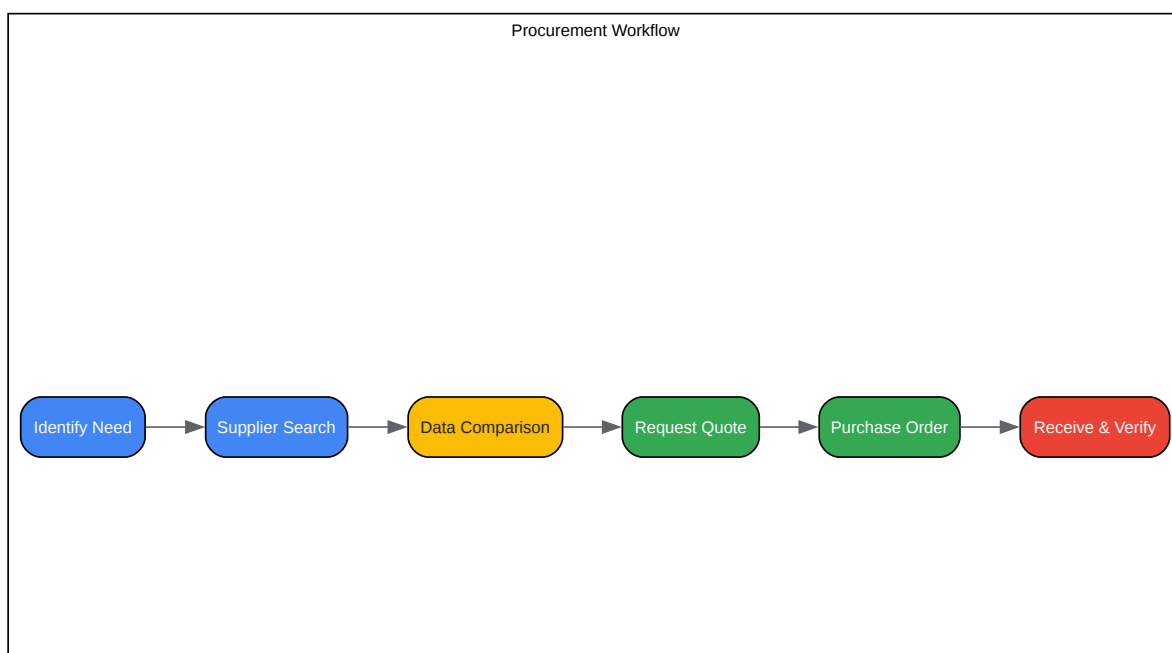 Procurement Workflow
Identify Need
Supplier Search
Data Comparison
Request Quote
Purchase Order
Receive & Verify